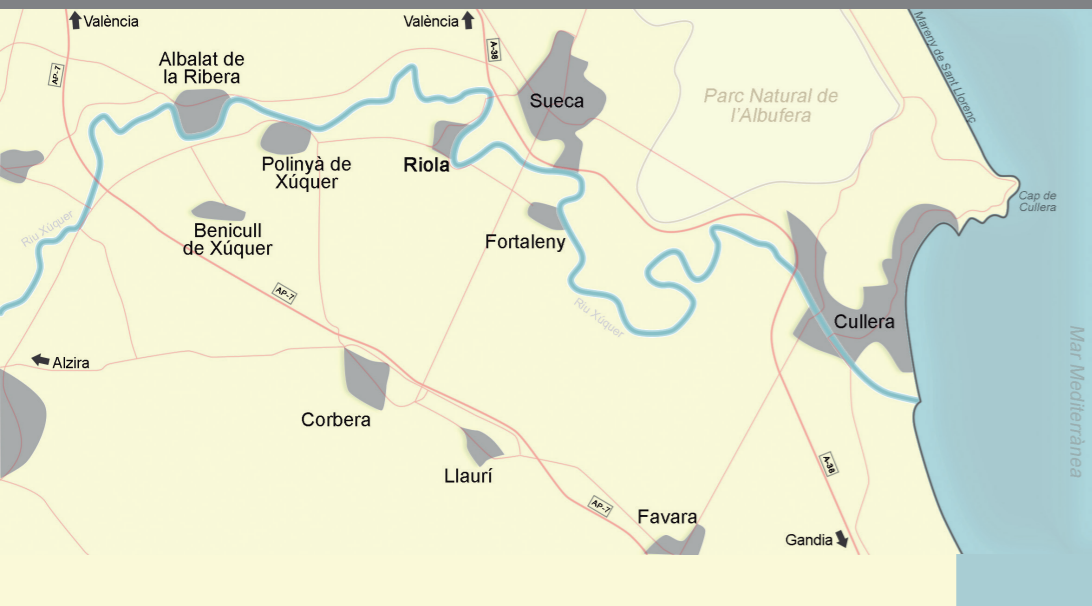 València
València
AP-7
A-38
Mareny de Sant Llorenç
Albalat de
la Ribera
Sueca
Parc Natural de
l'Albufera
Polinyà de
Xúquer
Riola
Cap de
Cullera
Riu Xúquer
Benicull
de Xúquer
Fortaleny
AP-7
Riu Xúquer
Cullera
Mar Mediterrànea
Alzira
Corbera
Llaurí
A-38
AP-7
Favara
Gandia